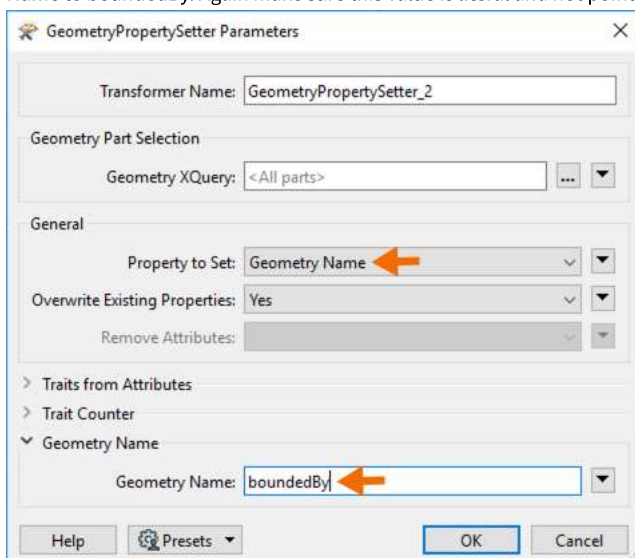 GeometryPropertySetter Parameters
Transformer Name: GeometryPropertySetter_2
Geometry Part Selection
Geometry XQuery: <All parts> ...
General
Property to Set: Geometry Name
Overwrite Existing Properties: Yes
Remove Attributes:
Traits from Attributes
Trait Counter
Geometry Name
Geometry Name: boundedBy
Help Presets OK Cancel